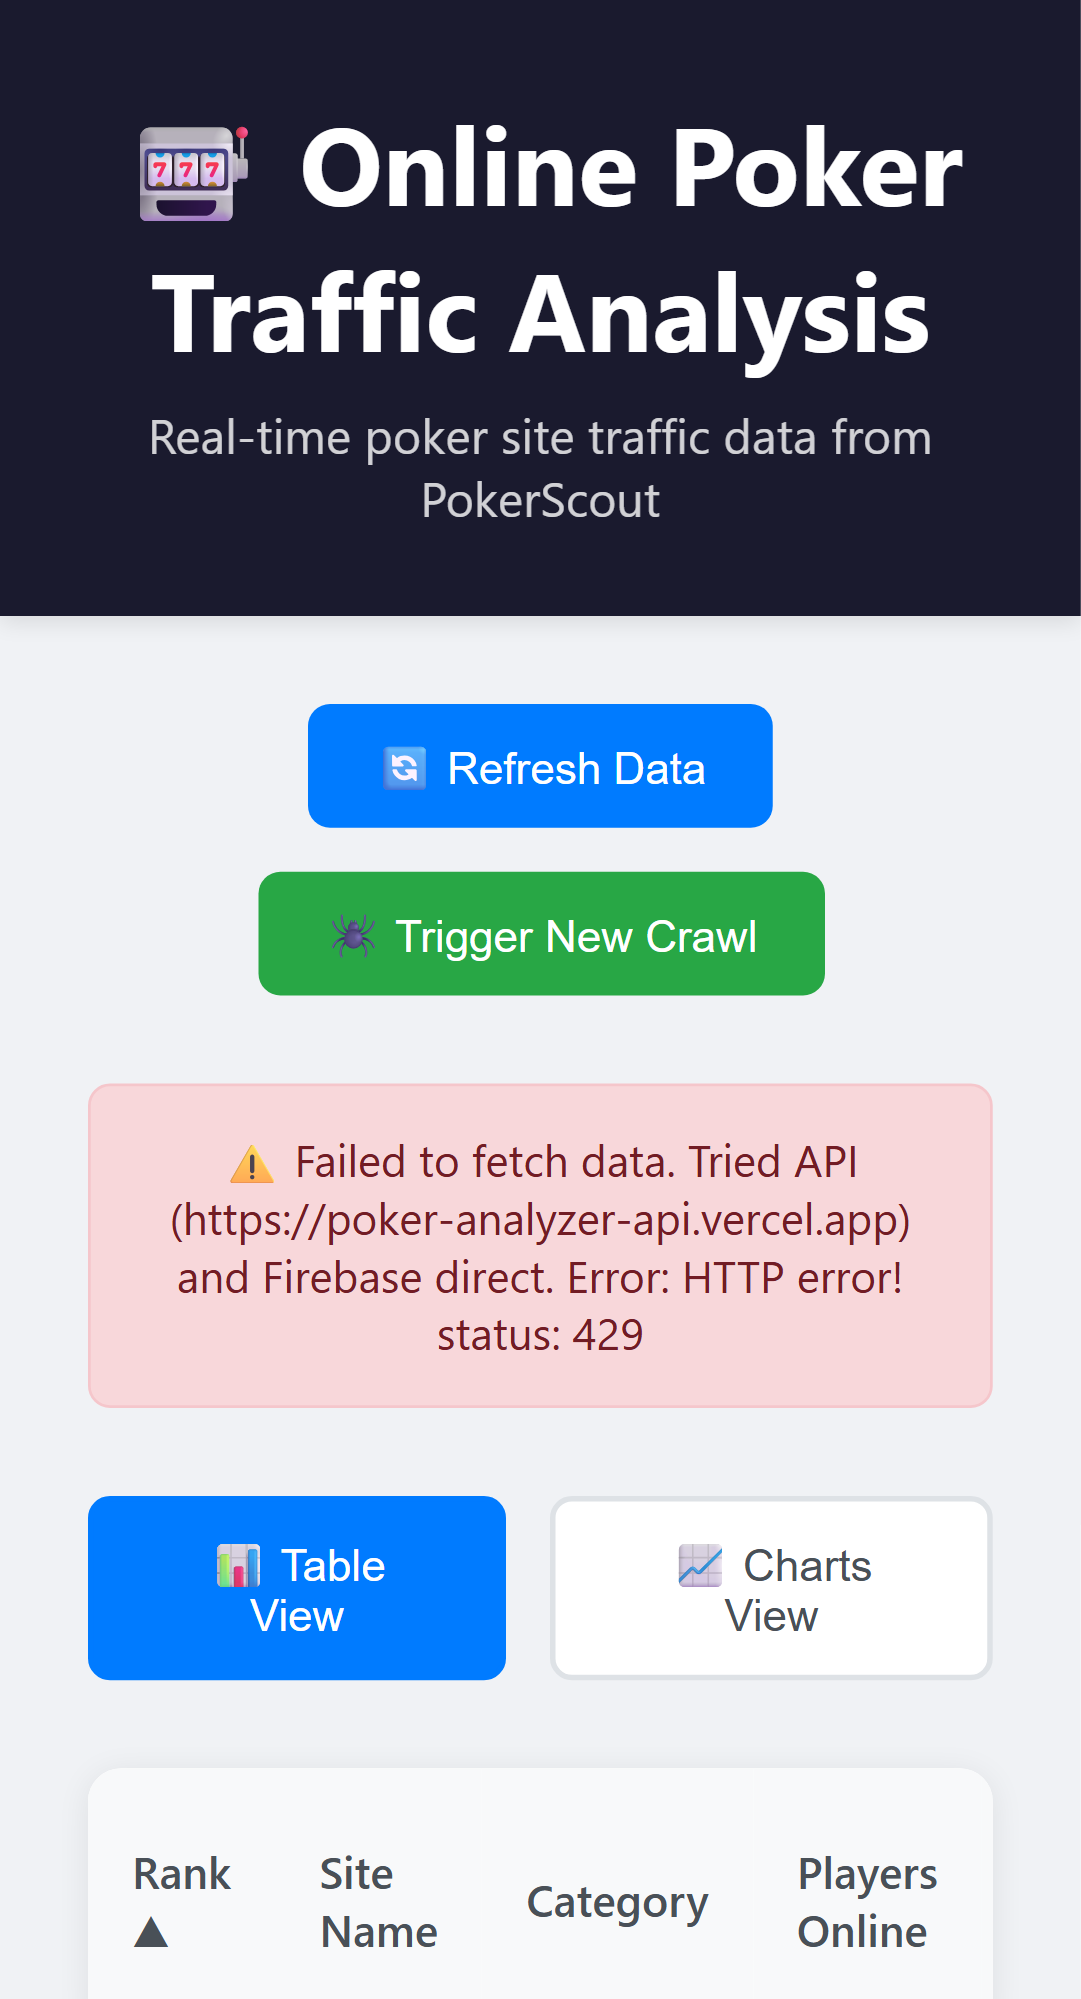 777 Online Poker
Traffic Analysis
Real-time poker site traffic data from
PokerScout
Refresh Data
Trigger New Crawl
Failed to fetch data. Tried API
(https://poker-analyzer-api.vercel.app)
and Firebase direct. Error: HTTP error!
status: 429
Table
View
Charts
View
Rank
▲
Site
Name
Category
Players
Online